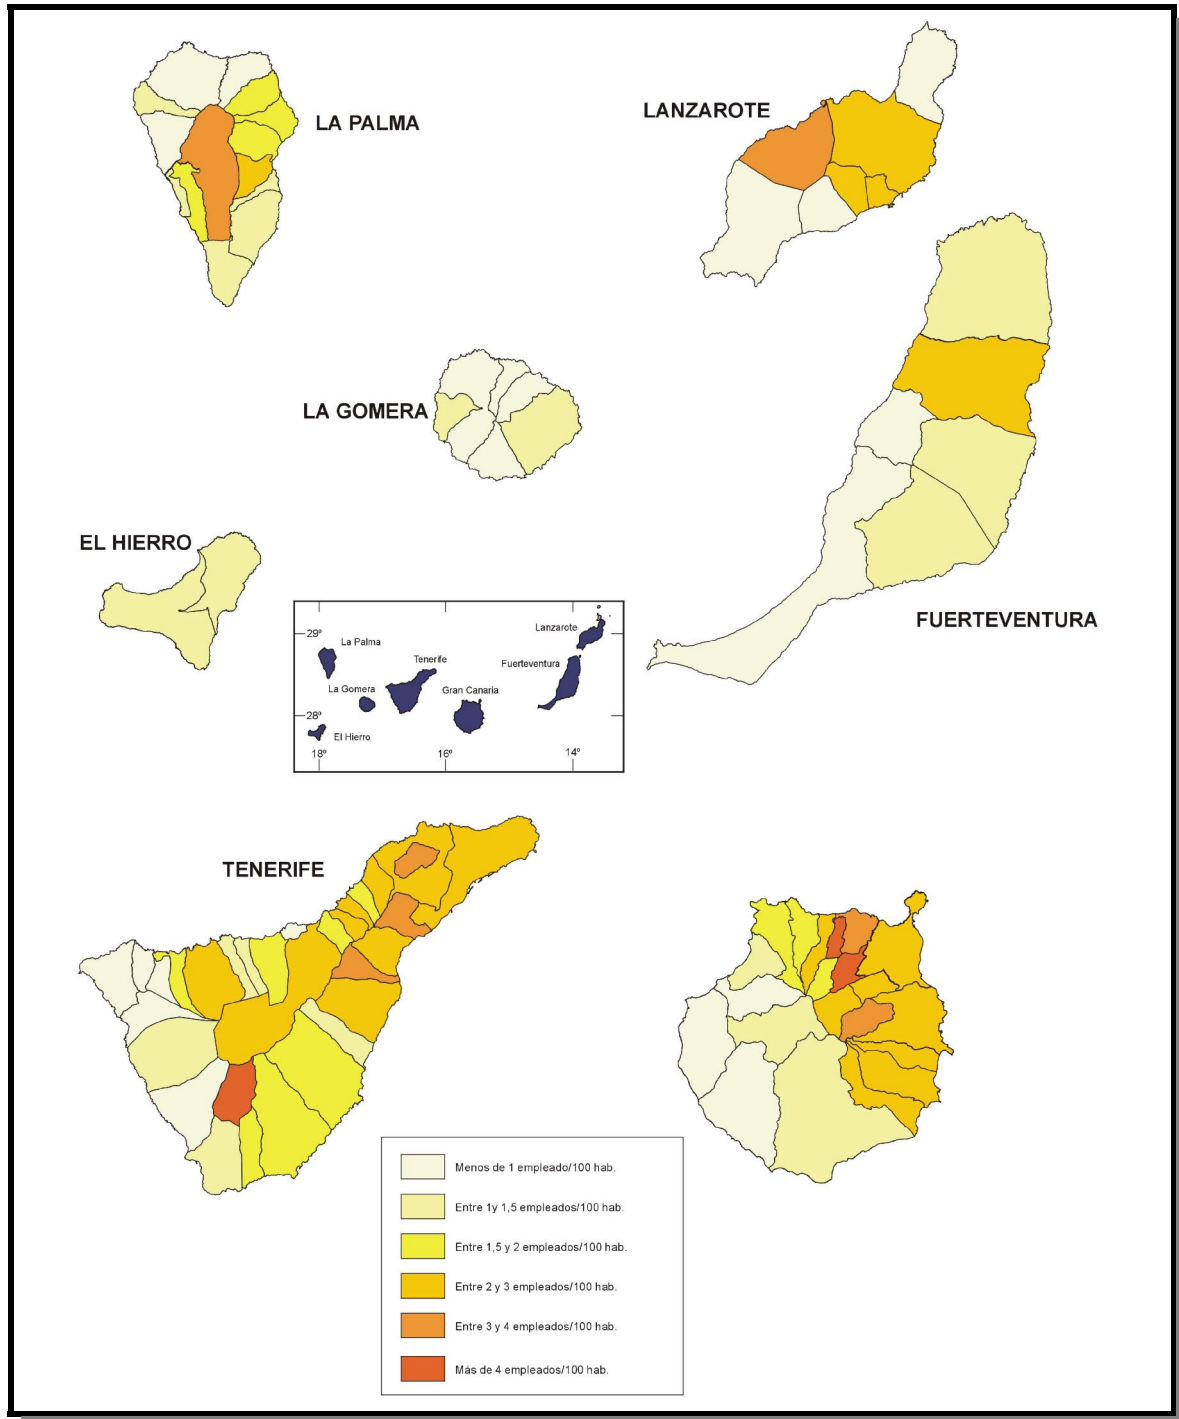 LA PALMA
LANZAROTE
LA GOMERA
EL HIERRO
FUERTEVENTURA
29º
La Palma
Lanzarote
Tenerife
Fuerteventura
La Gomera
Gran Canaria
28º
El Hierro
18º
16º
14º
TENERIFE
Menos de 1 empleado/100 hab.
Entre 1y 1,5 empleados/100 hab.
Entre 1,5 y 2 empleados/100 hab.
Entre 2 y 3 empleados/100 hab.
Entre 3 y 4 empleados/100 hab.
Más de 4 empleados/100 hab.